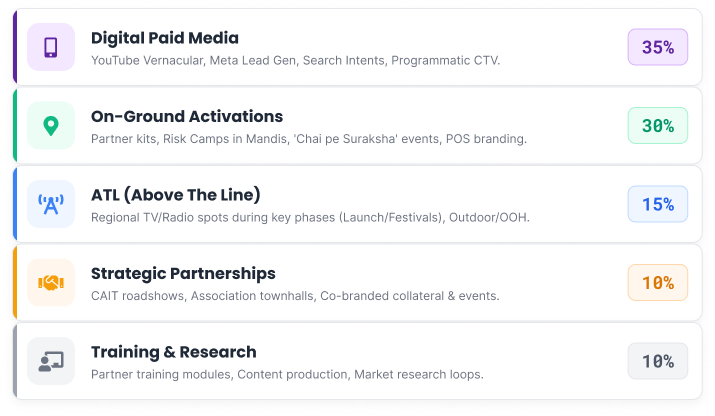 Digital Paid Media
YouTube Vernacular, Meta Lead Gen, Search Intents, Programmatic CTV.
35%
On-Ground Activations
Partner kits, Risk Camps in Mandis, 'Chai pe Suraksha' events, POS branding.
30%
ATL (Above The Line)
Regional TV/Radio spots during key phases (Launch/Festivals), Outdoor/OOH.
15%
Strategic Partnerships
CAIT roadshows, Association townhalls, Co-branded collateral & events.
10%
Training & Research
Partner training modules, Content production, Market research loops.
10%